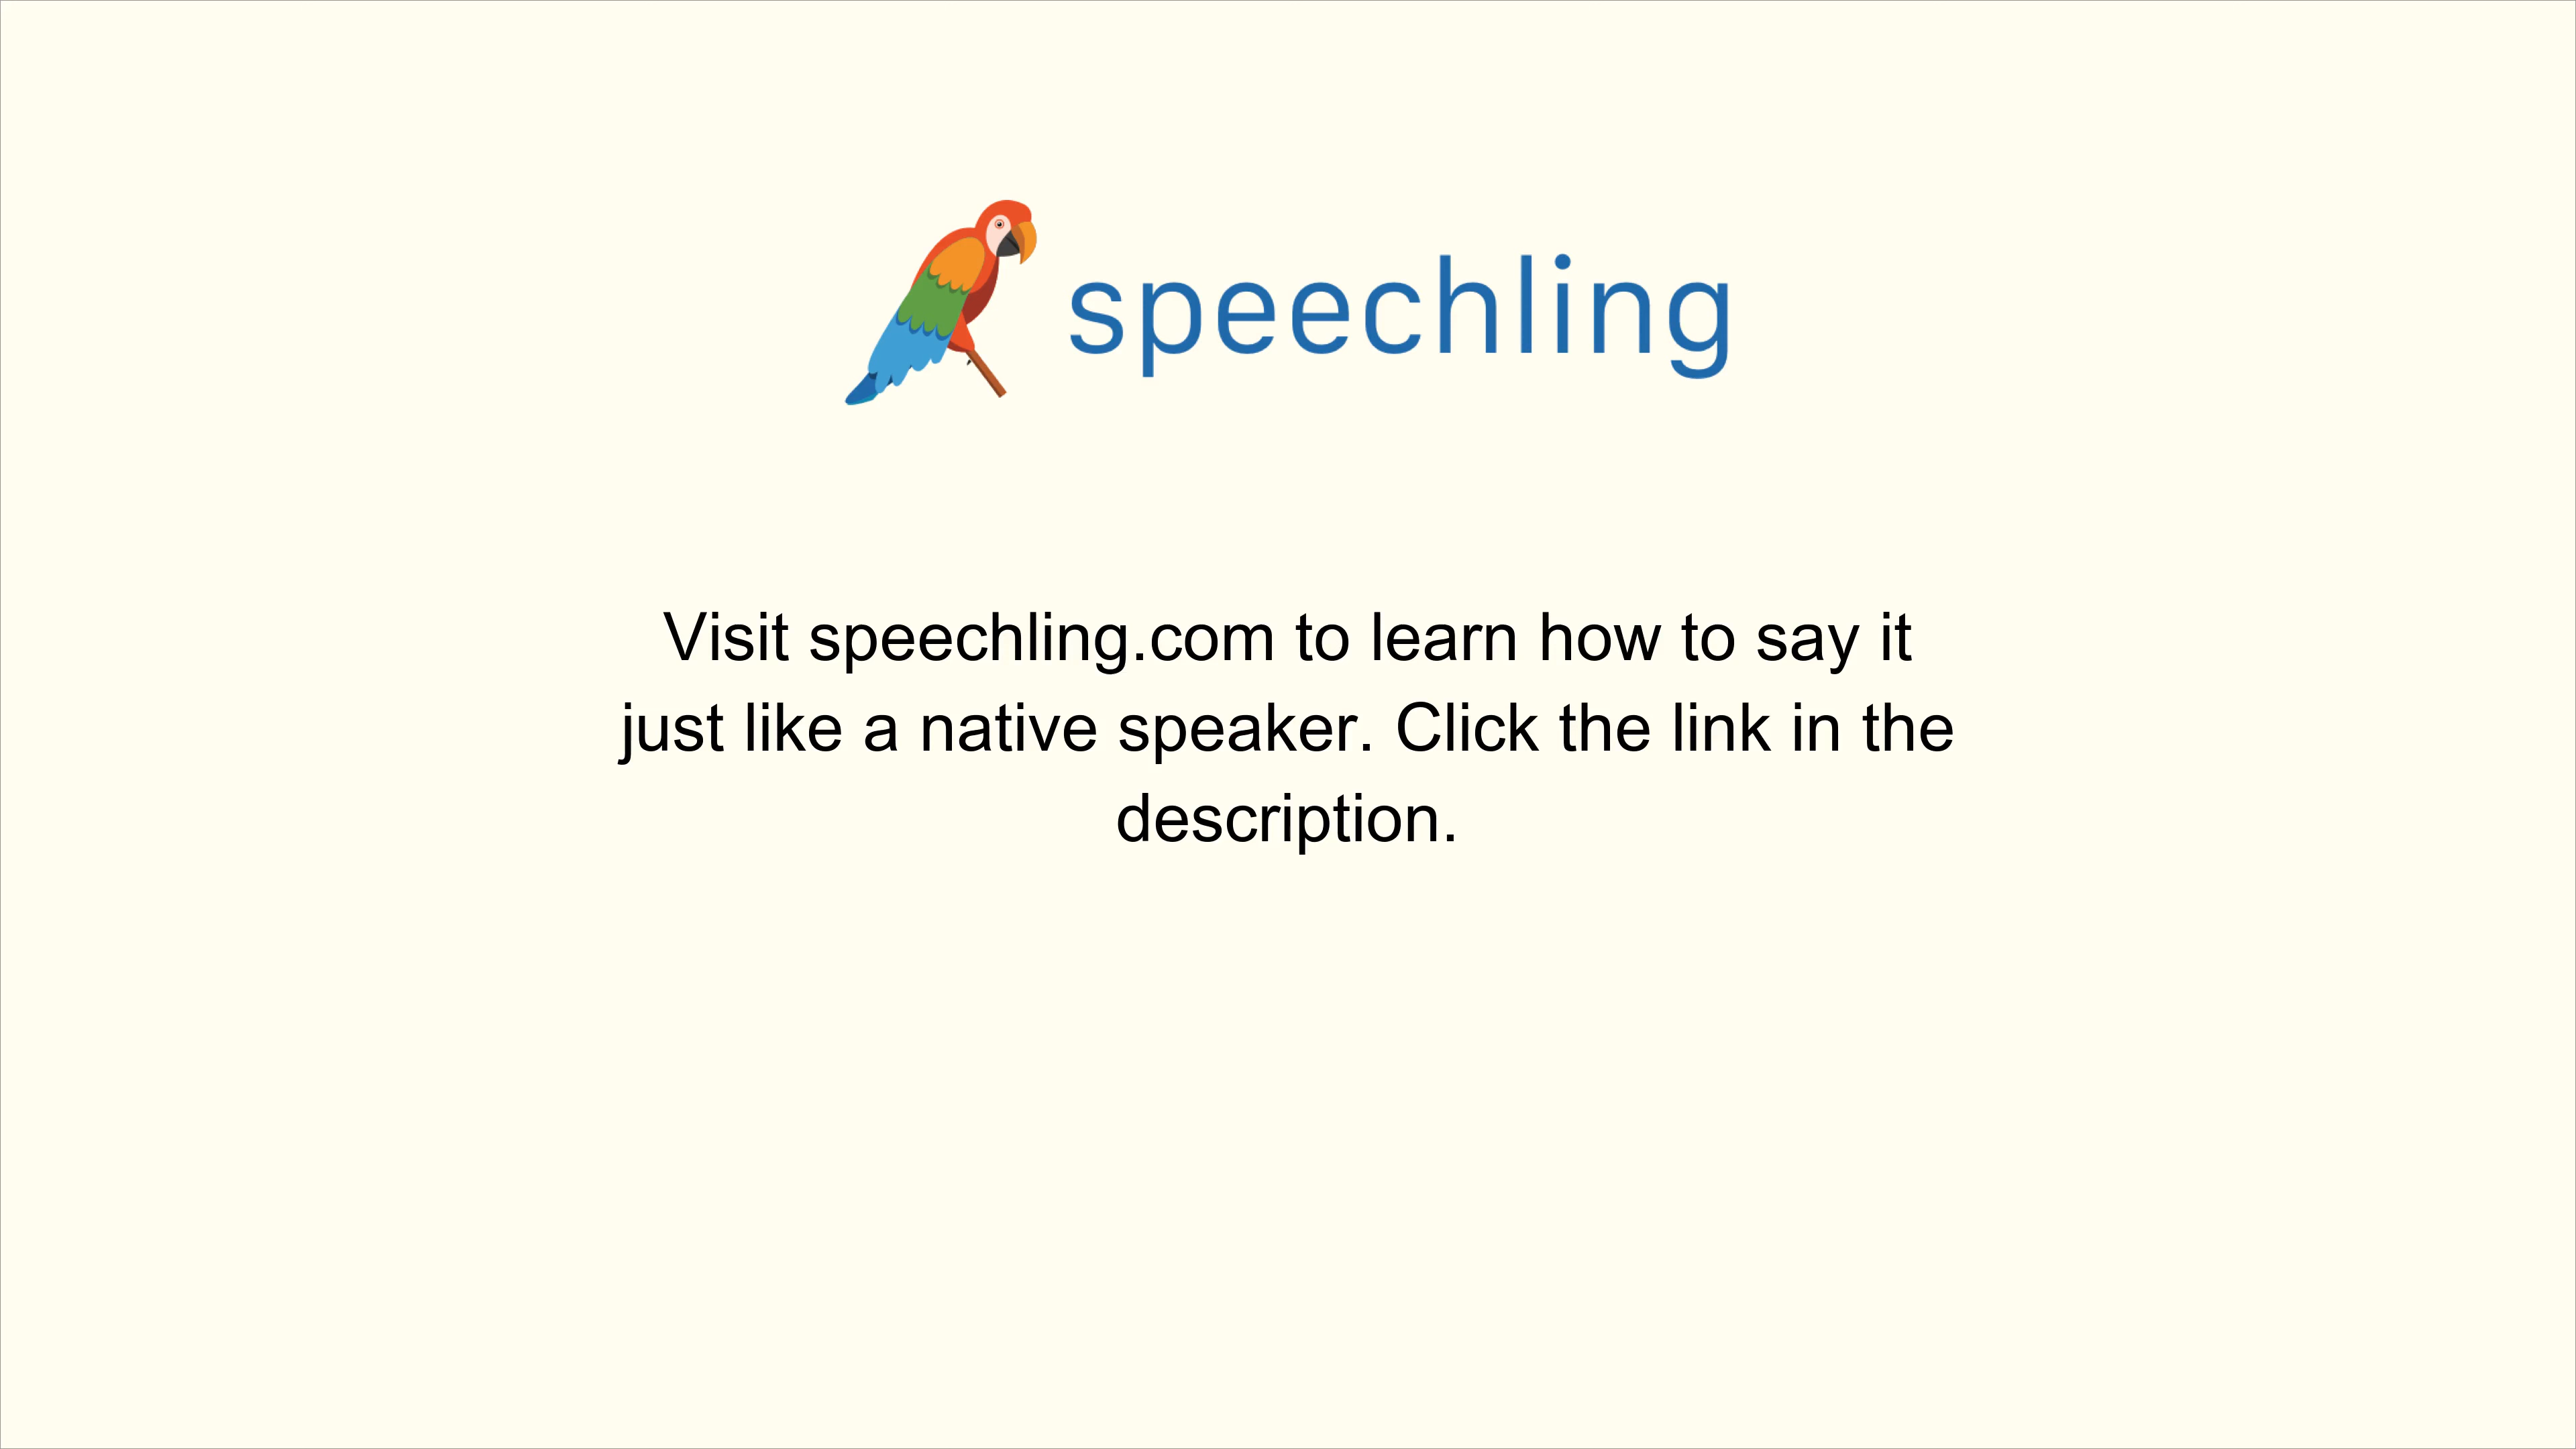 speechling
Visit speechling.com to learn how to say it
just like a native speaker. Click the link in the
description.